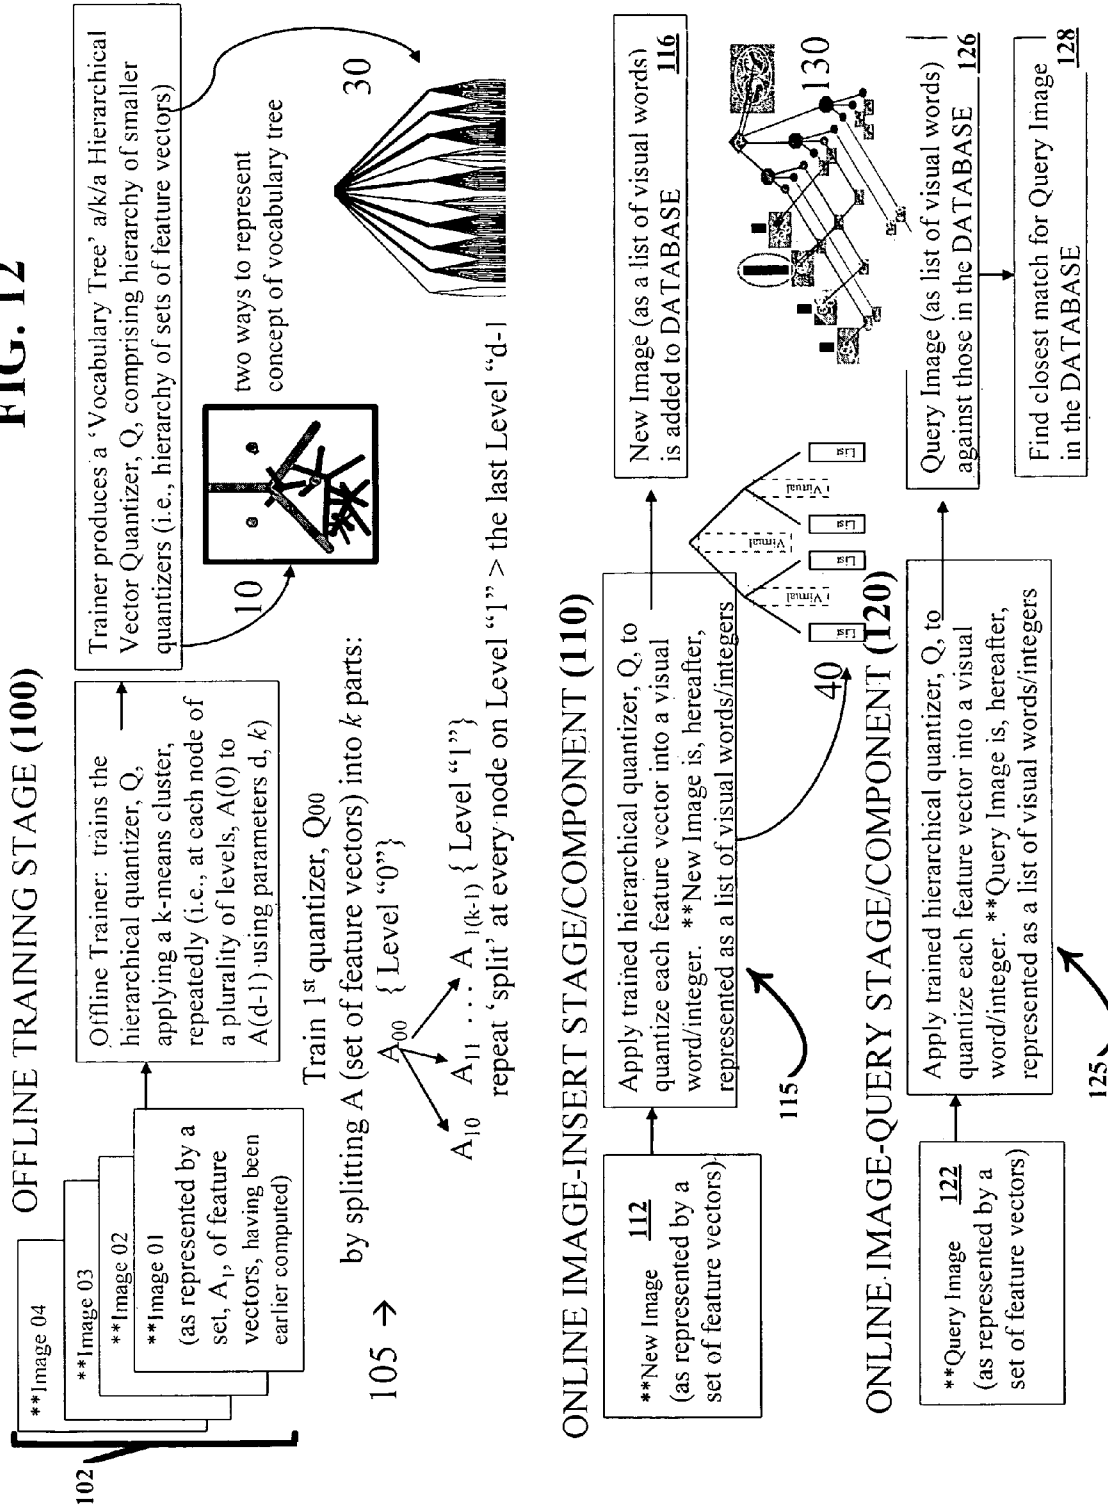 FIG. 12
OFFLINE TRAINING STAGE (100)
**Image 04
**Image 03
**Image 02
**Image 01
(as represented by a
set, A1, of feature
vectors, having been
earlier computed)
102
Offline Trainer: trains the
hierarchical quantizer, Q,
applying a k-means cluster,
repeatedly (i.e., at each node of
a plurality of levels, A(0) to
A(d-1) using parameters d, k)
Trainer produces a ‘Vocabulary Tree’ a/k/a Hierarchical
Vector Quantizer, Q, comprising hierarchy of smaller
quantizers (i.e., hierarchy of sets of feature vectors)
10
two ways to represent
concept of vocabulary tree
30
105 →
Train 1st quantizer, Q00
by splitting A (set of feature vectors) into k parts:
A00 { Level “0”}
A10 A11 .... A 1(k-1) { Level “1”}
repeat ‘split’ at every node on Level “1” > the last Level “d-1
ONLINE IMAGE-INSERT STAGE/COMPONENT (110)
**New Image 112
(as represented by a
set of feature vectors)
Apply trained hierarchical quantizer, Q, to
quantize each feature vector into a visual
word/integer. **New Image is, hereafter,
represented as a list of visual words/integers
115
New Image (as a list of visual words)
is added to DATABASE 116
40
Virtual
Virtual
Virtual
List
List
List
List
130
ONLINE IMAGE-QUERY STAGE/COMPONENT (120)
**Query Image 122
(as represented by a
set of feature vectors)
Apply trained hierarchical quantizer, Q, to
quantize each feature vector into a visual
word/integer. **Query Image is, hereafter,
represented as a list of visual words/integers
125
Query Image (as list of visual words)
against those in the DATABASE 126
Find closest match for Query Image
in the DATABASE 128